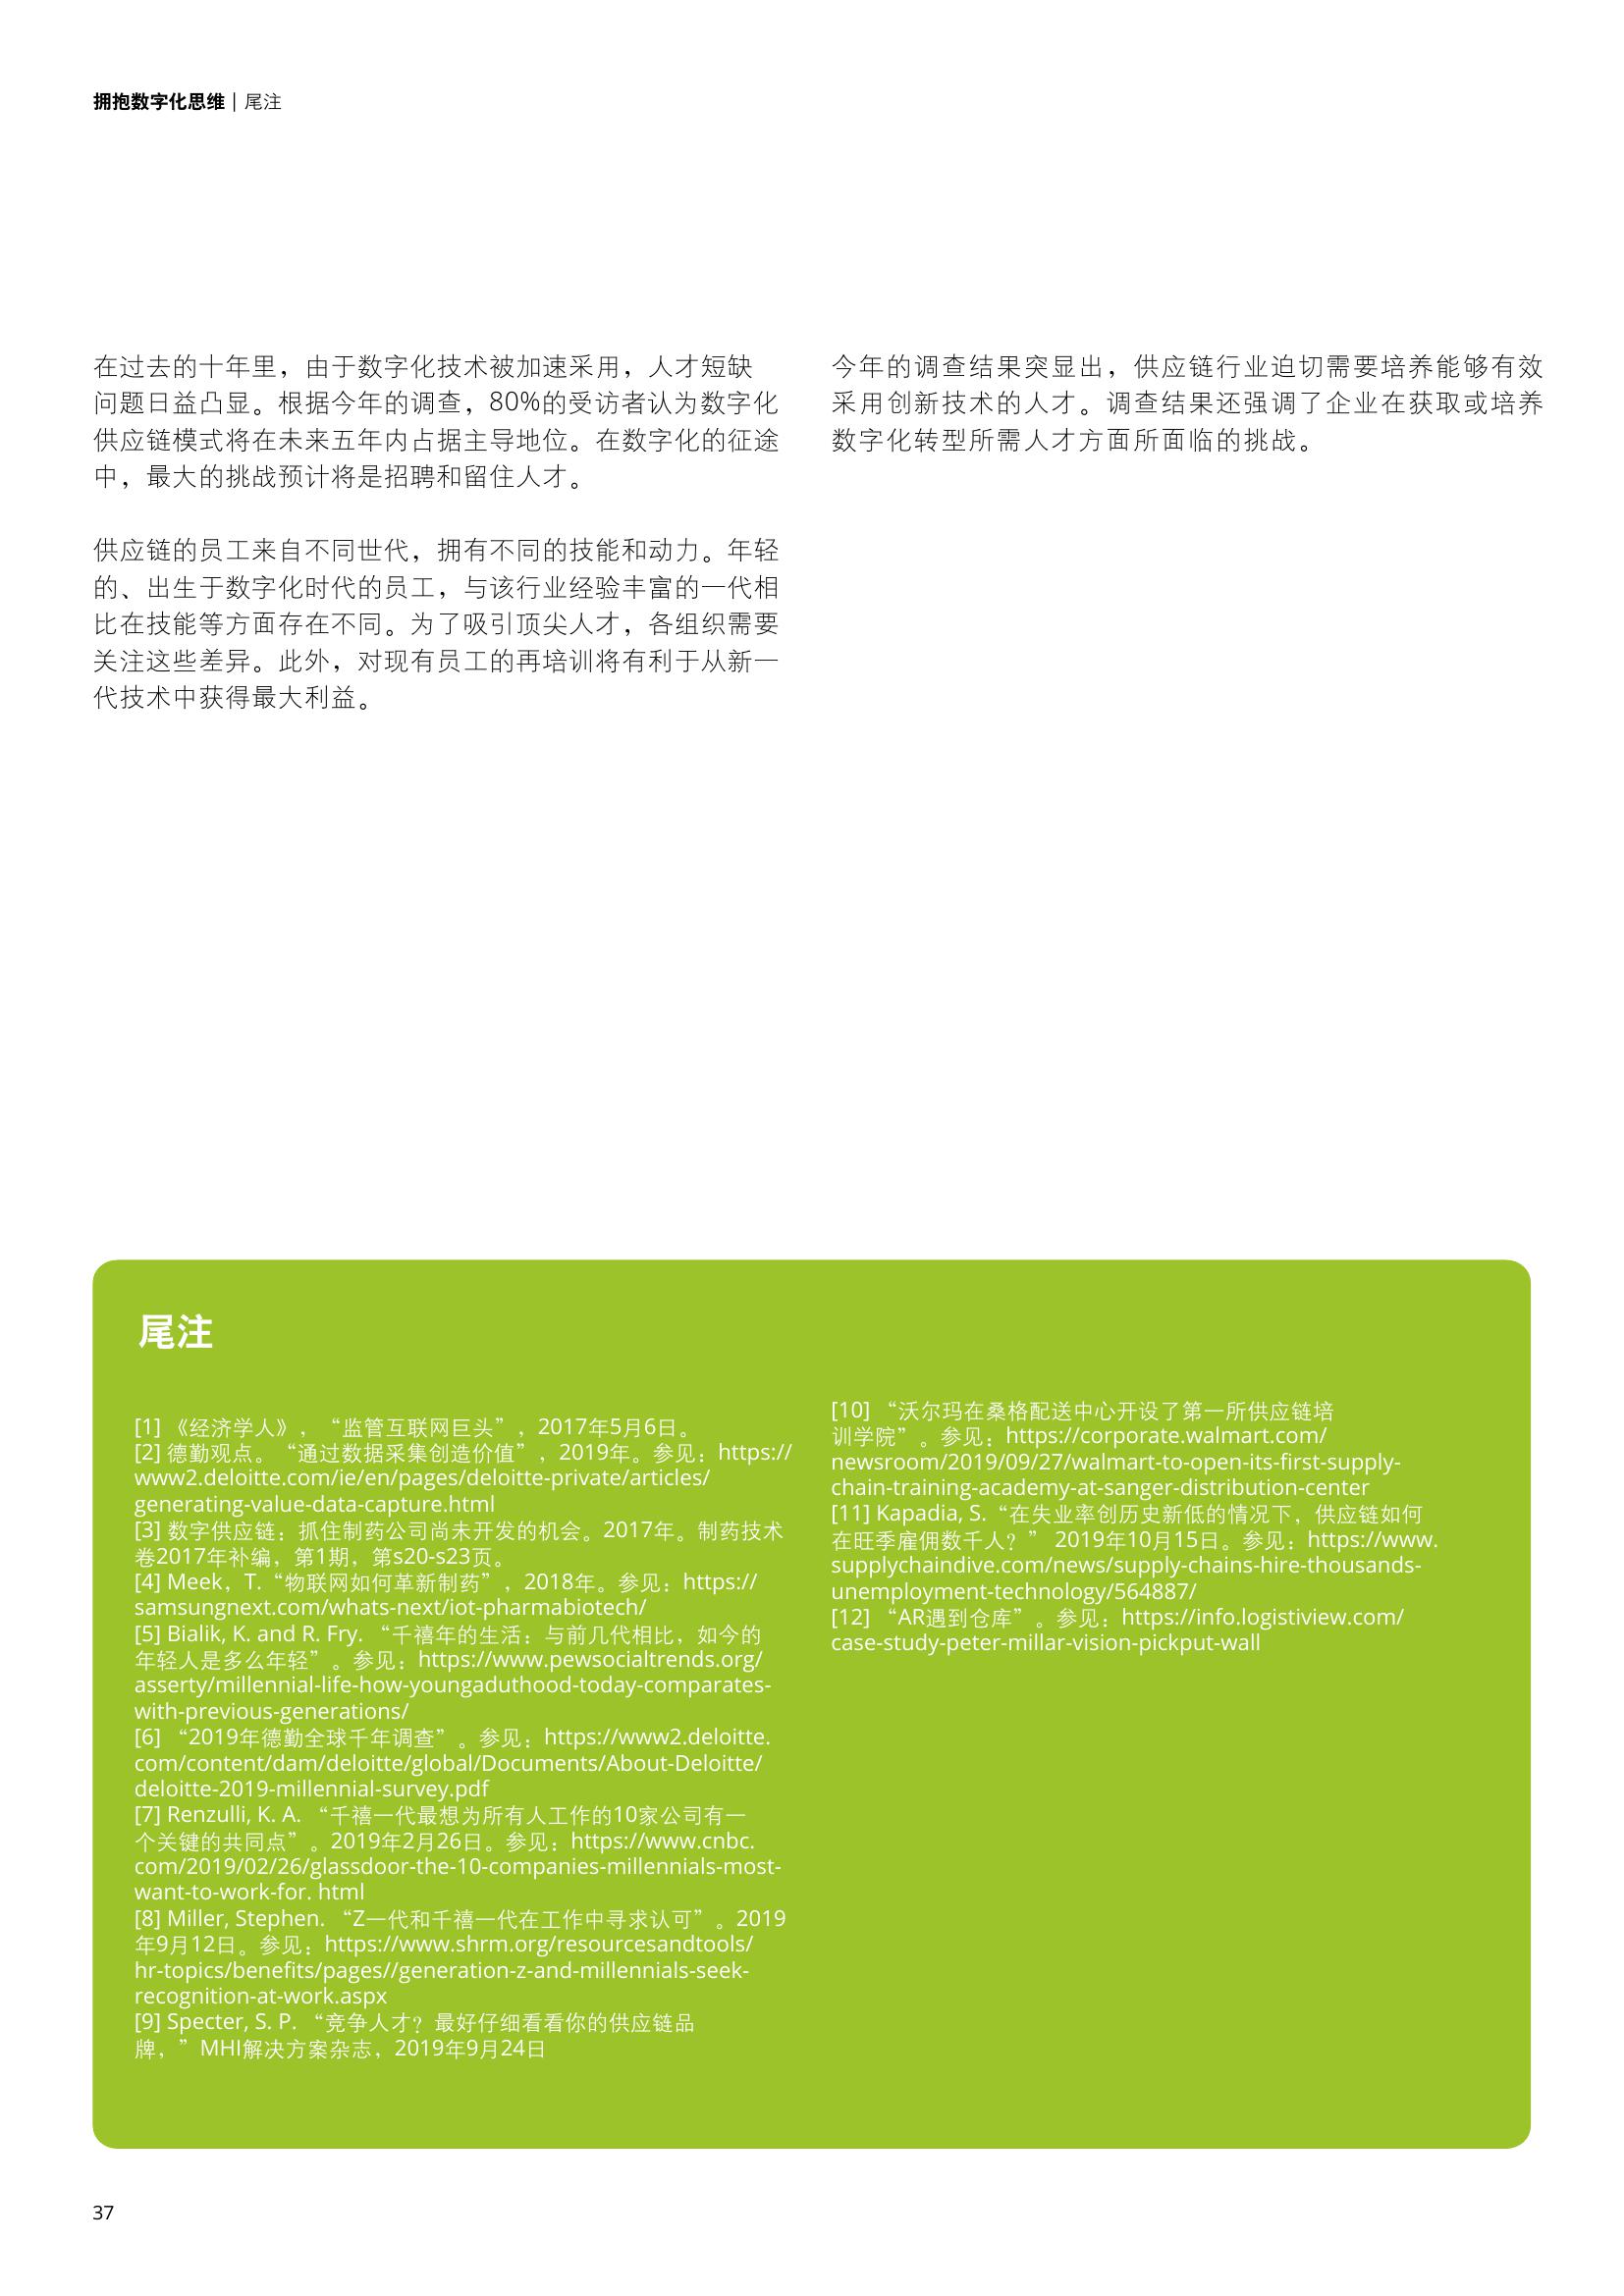 拥抱数字化思维 | 尾注
在过去的十年里，由于数字化技术被加速采用，人才短缺
问题日益凸显。根据今年的调查，80%的受访者认为数字化
供应链模式将在未来五年内占据主导地位。在数字化的征途
中，最大的挑战预计将是招聘和留住人才。
供应链的员工来自不同世代，拥有不同的技能和动力。年轻
的、出生于数字化时代的员工，与该行业经验丰富的一代相
比在技能等方面存在不同。为了吸引顶尖人才，各组织需要
关注这些差异。此外，对现有员工的再培训将有利于从新一
代技术中获得最大利益。
今年的调查结果突显出，供应链行业迫切需要培养能够有效
采用创新技术的人才。调查结果还强调了企业在获取或培养
数字化转型所需人才方面所面临的挑战。
尾注
[1] 《经济学人》，“监管互联网巨头”，2017年5月6日。
[2] 德勤观点。“通过数据采集创造价值”，2019年。参见：https://
www2.deloitte.com/ie/en/pages/deloitte-private/articles/
generating-value-data-capture.html
[3] 数字供应链：抓住制药公司尚未开发的机会。2017年。制药技术
卷2017年补编，第1期，第s20-s23页。
[4] Meek，T.“物联网如何革新制药”，2018年。参见：https://
samsungnext.com/whats-next/iot-pharmabiotech/
[5] Bialik, K. and R. Fry. “千禧年的生活：与前几代相比，如今的
年轻人是多么年轻”。参见：https://www.pewsocialtrends.org/
asserty/millennial-life-how-youngaduthood-today-comparates-
with-previous-generations/
[6] “2019年德勤全球千年调查”。参见：https://www2.deloitte.
com/content/dam/deloitte/global/Documents/About-Deloitte/
deloitte-2019-millennial-survey.pdf
[7] Renzulli, K. A. “千禧一代最想为所有人工作的10家公司有一
个关键的共同点”。2019年2月26日。参见：https://www.cnbc.
com/2019/02/26/glassdoor-the-10-companies-millennials-most-
want-to-work-for. html
[8] Miller, Stephen. “Z一代和千禧一代在工作中寻求认可”。2019
年9月12日。参见：https://www.shrm.org/resourcesandtools/
hr-topics/benefits/pages//generation-z-and-millennials-seek-
recognition-at-work.aspx
[9] Specter, S. P. “竞争人才？最好仔细看看你的供应链品
牌，”MHI解决方案杂志，2019年9月24日
[10] “沃尔玛在桑格配送中心开设了第一所供应链培
训学院”。参见：https://corporate.walmart.com/
newsroom/2019/09/27/walmart-to-open-its-first-supply-
chain-training-academy-at-sanger-distribution-center
[11] Kapadia, S.“在失业率创历史新低的情况下，供应链如何
在旺季雇佣数千人？” 2019年10月15日。参见：https://www.
supplychaindive.com/news/supply-chains-hire-thousands-
unemployment-technology/564887/
[12] “AR遇到仓库”。参见：https://info.logistiview.com/
case-study-peter-millar-vision-pickput-wall
37